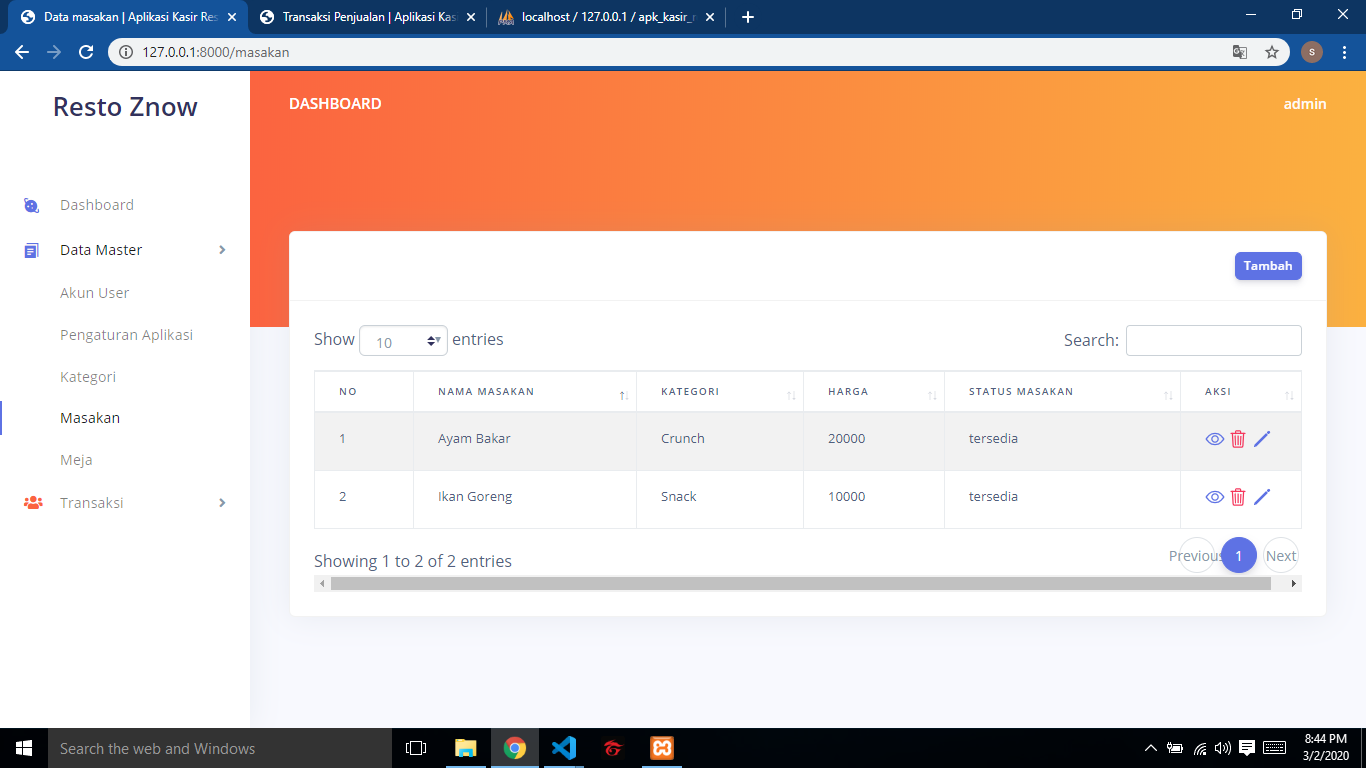 Data masakan | Aplikasi Kasir Res
Transaksi Penjualan | Aplikasi Kas
localhost / 127.0.0.1 / apk_kasir_r
127.0.0.1:8000/masakan
s
Resto Znow
DASHBOARD
admin
Dashboard
Data Master
Akun User
Pengaturan Aplikasi
Kategori
Masakan
Meja
Transaksi
Tambah
Show 10 entries
Search:
NO NAMA MASAKAN KATEGORI HARGA STATUS MASAKAN AKSI
1 Ayam Bakar Crunch 20000 tersedia
2 Ikan Goreng Snack 10000 tersedia
Showing 1 to 2 of 2 entries
Previous 1 Next
Search the web and Windows
8:44 PM
3/2/2020